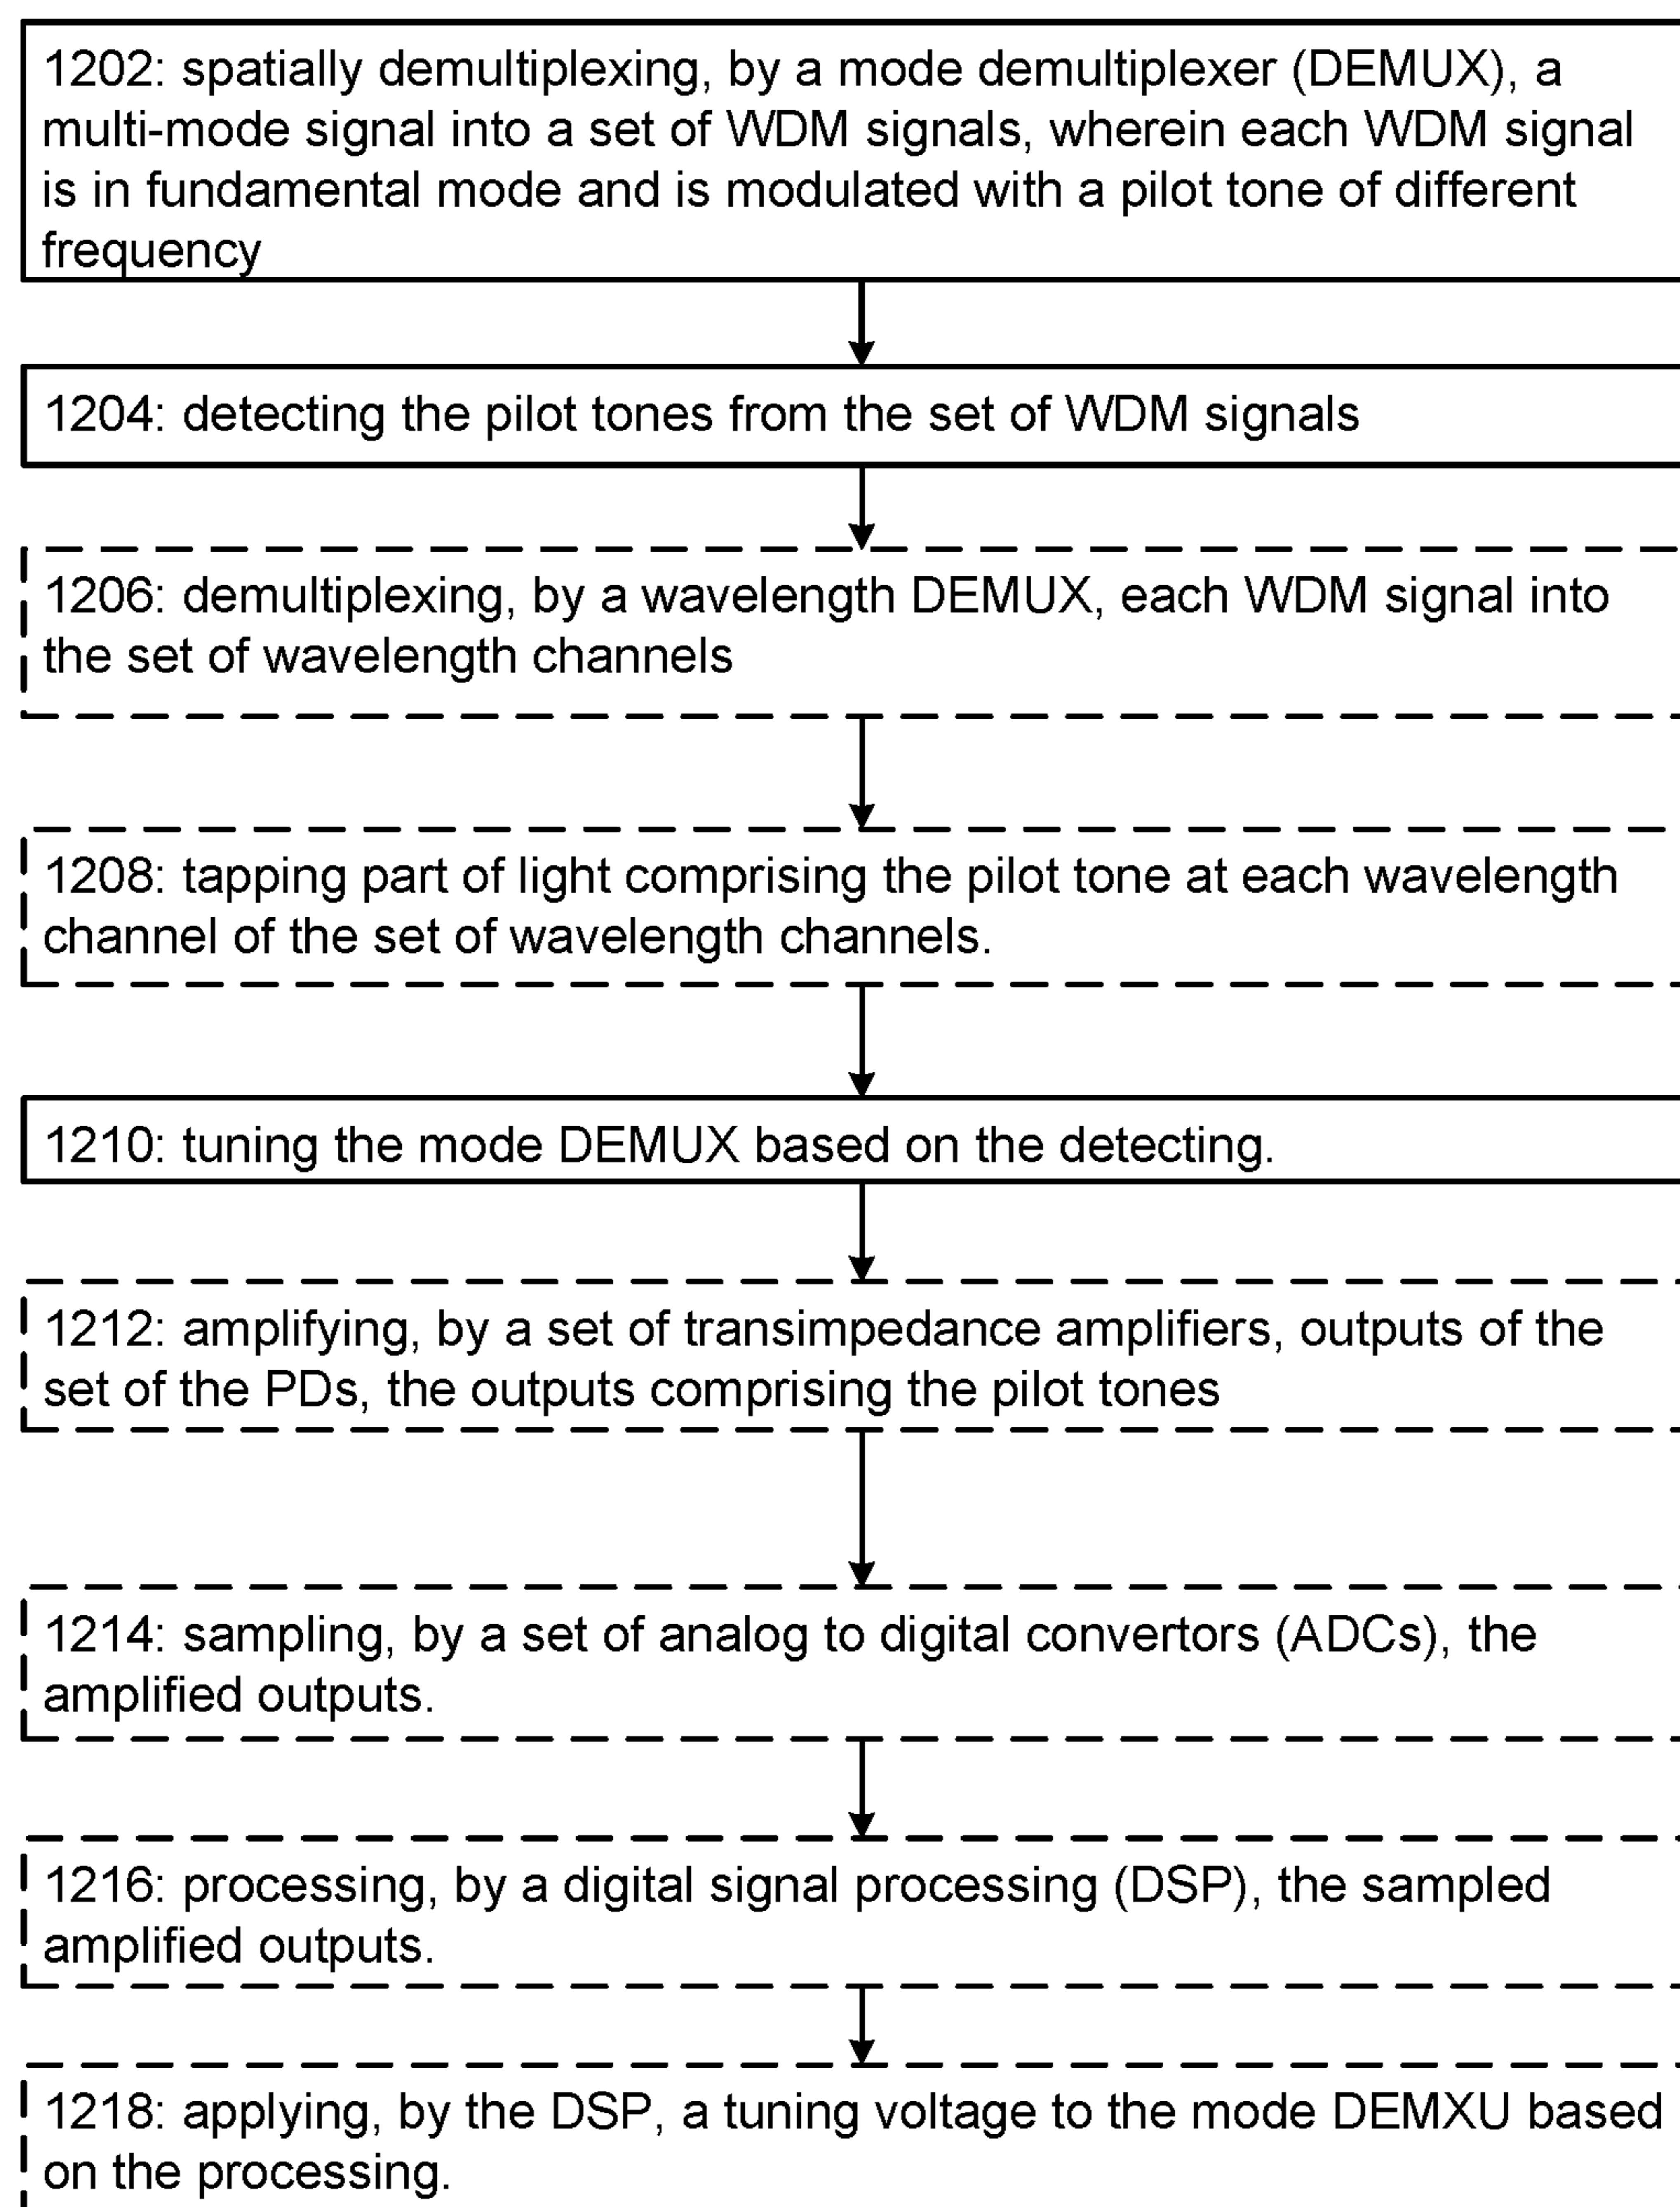 1202: spatially demultiplexing, by a mode demultiplexer (DEMUX), a
multi-mode signal into a set of WDM signals, wherein each WDM signal
is in fundamental mode and is modulated with a pilot tone of different
frequency
1204: detecting the pilot tones from the set of WDM signals
1206: demultiplexing, by a wavelength DEMUX, each WDM signal into
the set of wavelength channels
1208: tapping part of light comprising the pilot tone at each wavelength
channel of the set of wavelength channels.
1210: tuning the mode DEMUX based on the detecting.
1212: amplifying, by a set of transimpedance amplifiers, outputs of the
set of the PDs, the outputs comprising the pilot tones
1214: sampling, by a set of analog to digital convertors (ADCs), the
amplified outputs.
1216: processing, by a digital signal processing (DSP), the sampled
amplified outputs.
1218: applying, by the DSP, a tuning voltage to the mode DEMXU based
on the processing.